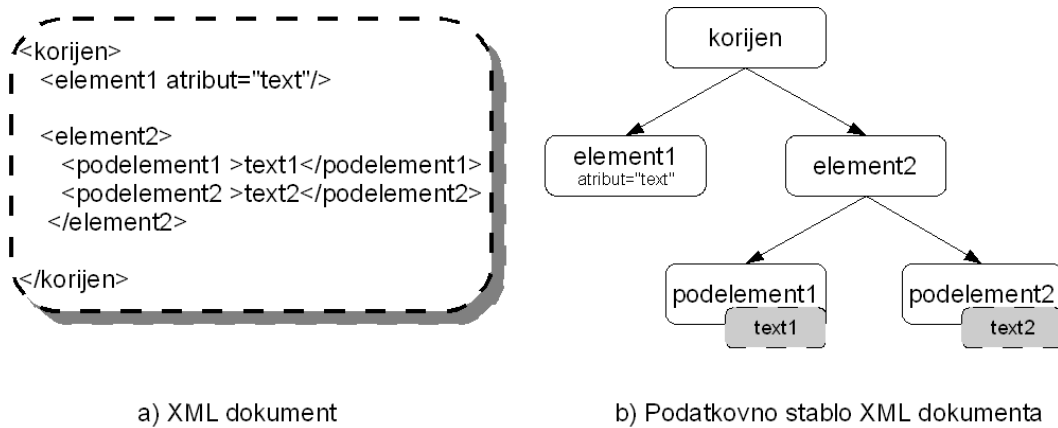 <korijen>
<element1 atribut="text"/>
<element2>
<podelement1 >text1</podelement1>
<podelement2 >text2</podelement2>
</element2>
</korijen>
a) XML dokument
korijen
element1
atribut="text"
element2
podelement1
text1
podelement2
text2
b) Podatkovno stablo XML dokumenta